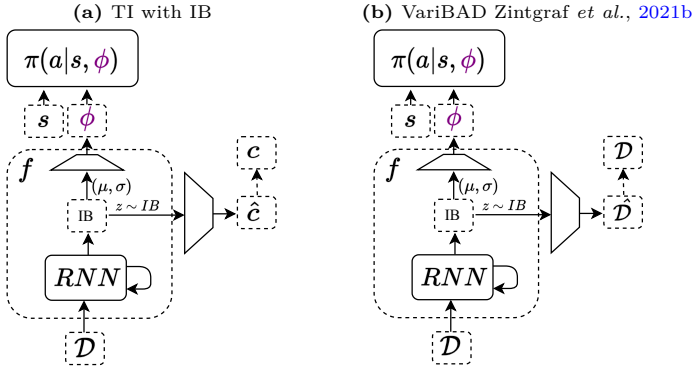 (a) TI with IB
π(a|s, ϕ)
s
ϕ
f
(μ, σ)
IB
z ∼ IB
c
ĉ
RNN
𝒟
(b) VariBAD Zintgraf et al., 2021b
π(a|s, ϕ)
s
ϕ
f
(μ, σ)
IB
z ∼ IB
𝒟
𝒟̂
RNN
𝒟